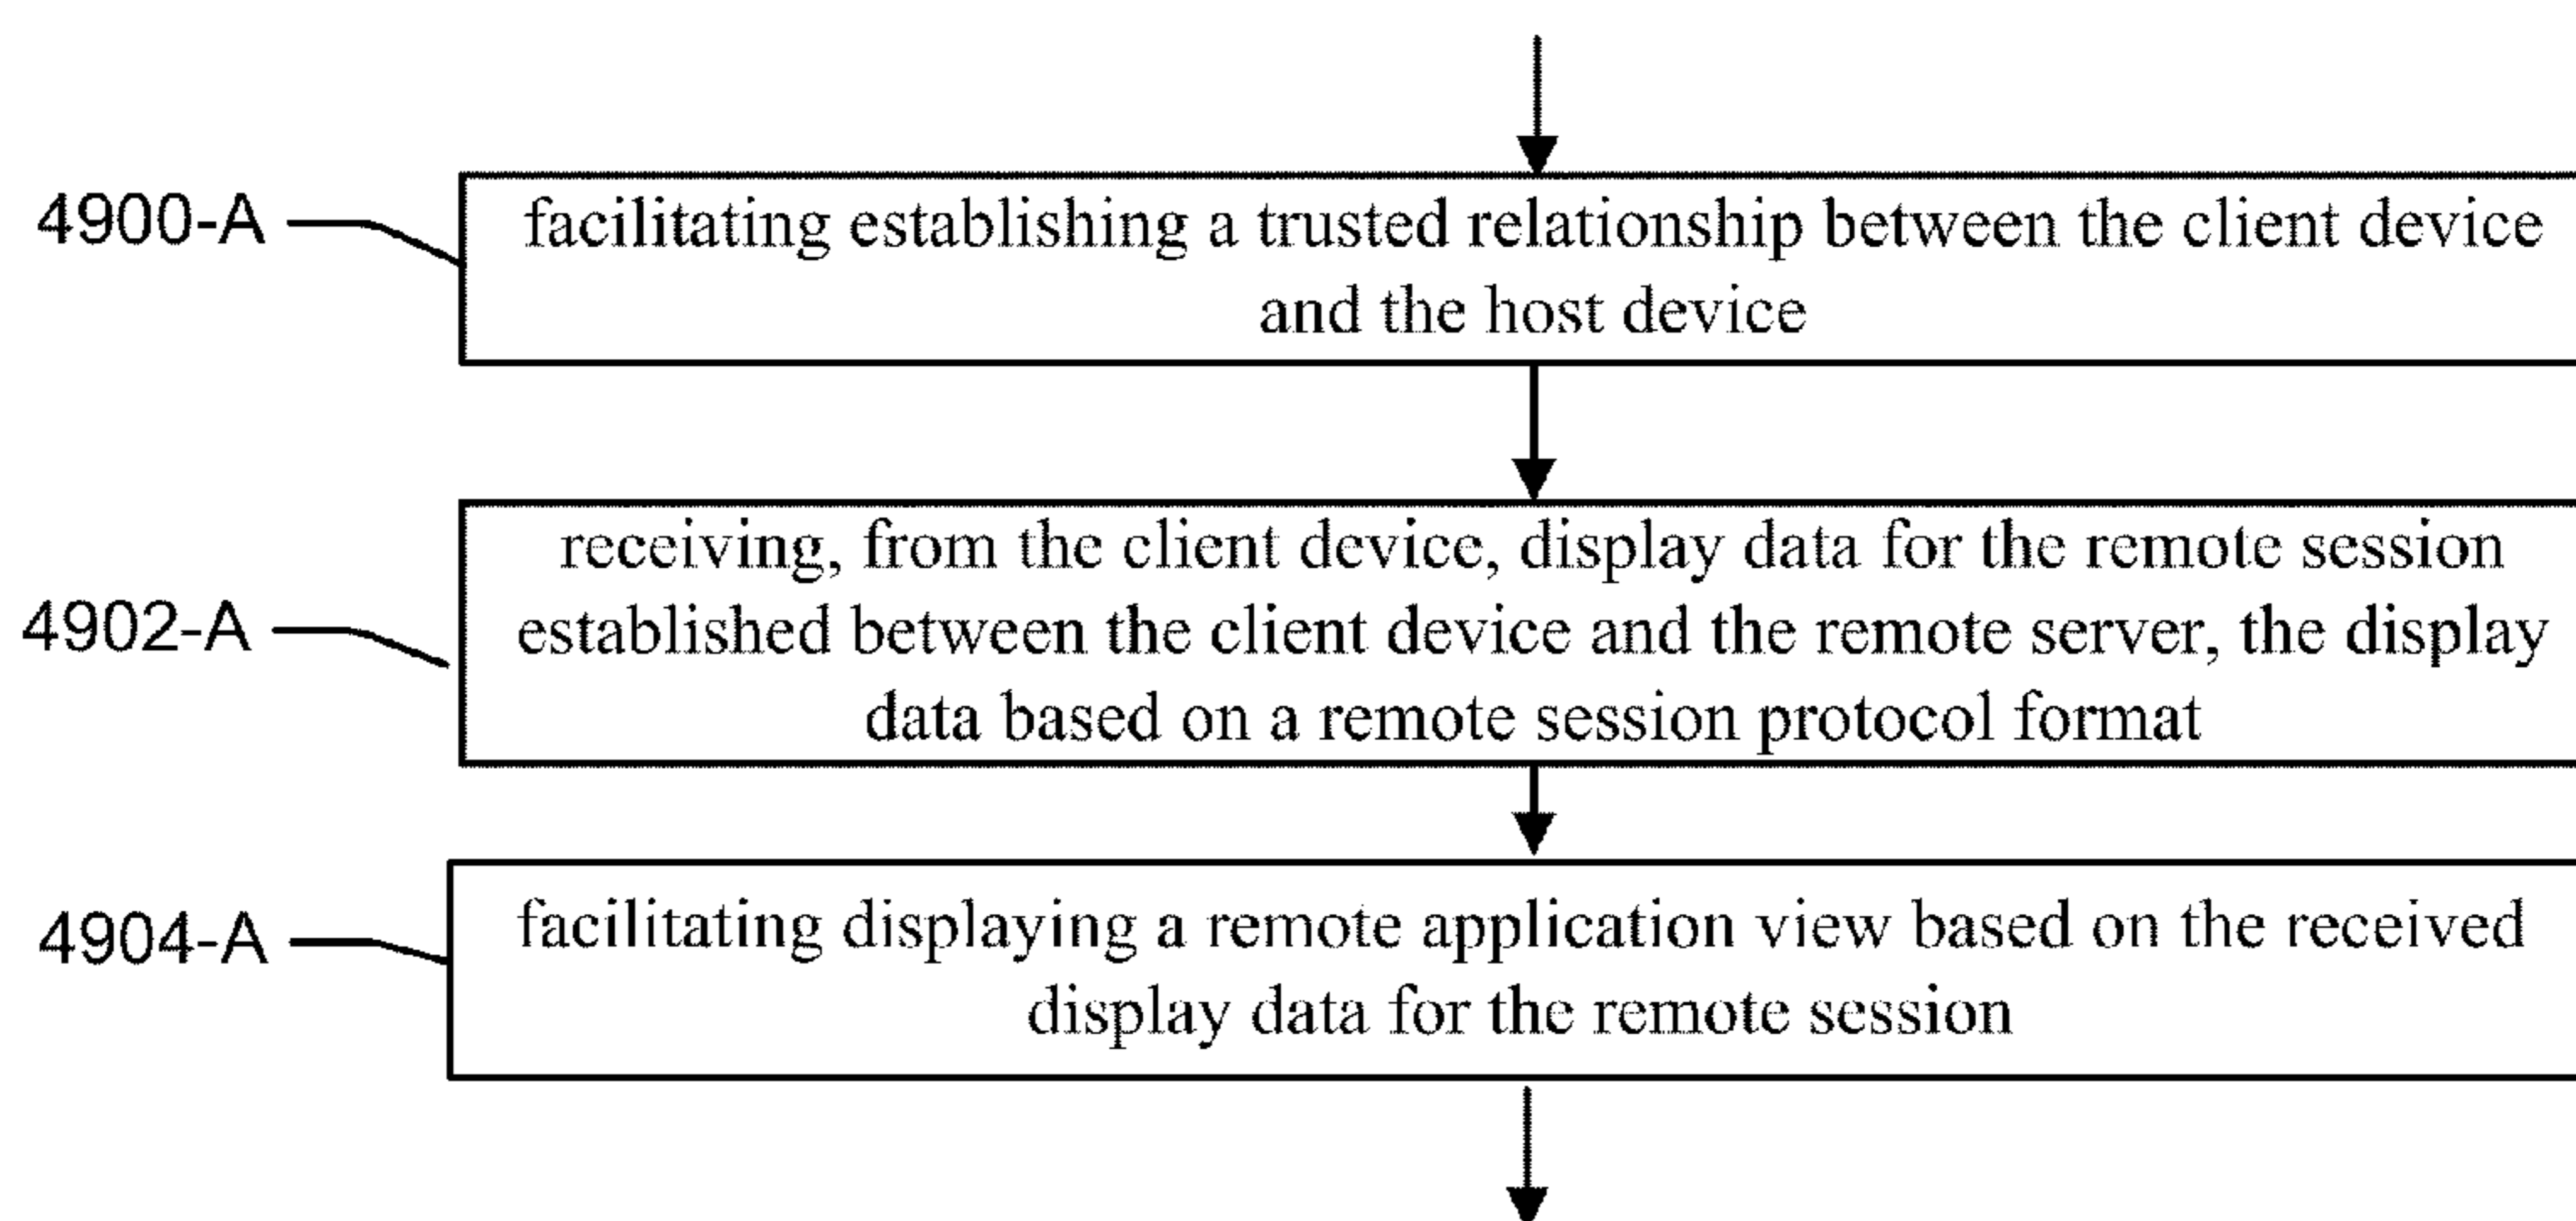 4900-A
facilitating establishing a trusted relationship between the client device
and the host device
4902-A
receiving, from the client device, display data for the remote session
established between the client device and the remote server, the display
data based on a remote session protocol format
4904-A
facilitating displaying a remote application view based on the received
display data for the remote session